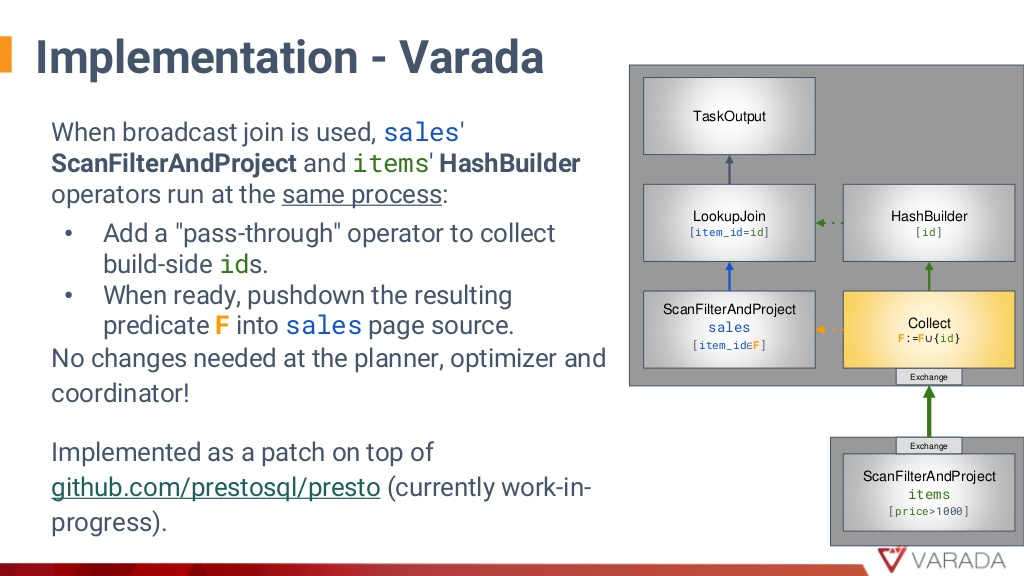 Implementation - Varada
When broadcast join is used, sales'
ScanFilterAndProject and items' HashBuilder
operators run at the same process:
• Add a "pass-through" operator to collect
build-side ids.
• When ready, pushdown the resulting
predicate F into sales page source.
No changes needed at the planner, optimizer and
coordinator!
Implemented as a patch on top of
github.com/prestosql/presto (currently work-in-
progress).
TaskOutput
LookupJoin
[item_id=id]
HashBuilder
[id]
ScanFilterAndProject
sales
[item_id∈F]
Collect
F:=F∪{id}
Exchange
Exchange
ScanFilterAndProject
items
[price>1000]
VARADA